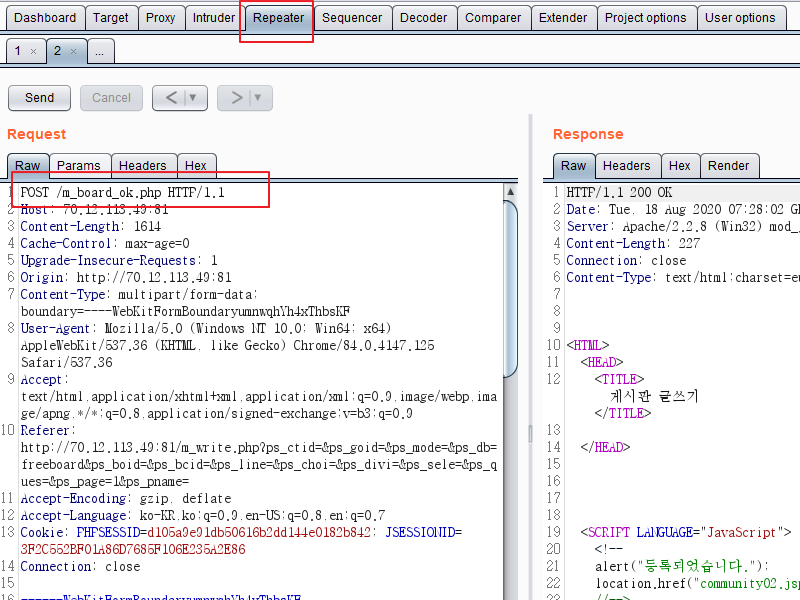 Dashboard Target Proxy Intruder Repeater Sequencer Decoder Comparer Extender Project options User options
1 × 2 × ...
Send Cancel < ▼ > ▼
Request
Raw Params Headers Hex
1 POST /m_board_ok.php HTTP/1.1
2 Host: 70.12.113.49:81
3 Content-Length: 1614
4 Cache-Control: max-age=0
5 Upgrade-Insecure-Requests: 1
6 Origin: http://70.12.113.49:81
7 Content-Type: multipart/form-data;
boundary=----WebKitFormBoundaryumnwqhYh4xThbsKF
8 User-Agent: Mozilla/5.0 (Windows NT 10.0; Win64; x64)
AppleWebKit/537.36 (KHTML, like Gecko) Chrome/84.0.4147.125
Safari/537.36
9 Accept:
text/html,application/xhtml+xml,application/xml;q=0.9,image/webp,ima
ge/apng,*/*;q=0.8,application/signed-exchange;v=b3;q=0.9
10 Referer:
http://70.12.113.49:81/m_write.php?ps_ctid=&ps_goid=&ps_mode=&ps_db=
freeboard&ps_boid=&ps_bcid=&ps_line=&ps_choi=&ps_divi=&ps_sele=&ps_q
ues=&ps_page=1&ps_pname=
11 Accept-Encoding: gzip, deflate
12 Accept-Language: ko-KR,ko;q=0.9,en-US;q=0.8,en;q=0.7
13 Cookie: PHPSESSID=d105a9e91db50616b2dd144e0182b842; JSESSIONID=
3F2C552BF01A86D7685F106E235A2E86
14 Connection: close
15
16 ------WebKitFormBoundaryumnwqhYh4xThbsKF
Response
Raw Headers Hex Render
1 HTTP/1.1 200 OK
2 Date: Tue, 18 Aug 2020 07:28:02 G
3 Server: Apache/2.2.8 (Win32) mod_
4 Content-Length: 227
5 Connection: close
6 Content-Type: text/html;charset=eu
7
8
9
10 <HTML>
11 <HEAD>
12 <TITLE>
게시판 글쓰기
</TITLE>
13
14 </HEAD>
15
16
17
18
19 <SCRIPT LANGUAGE="JavaScript">
20 <!--
21 alert("등록되었습니다.");
22 location.href("community02.jsp
23 //-->